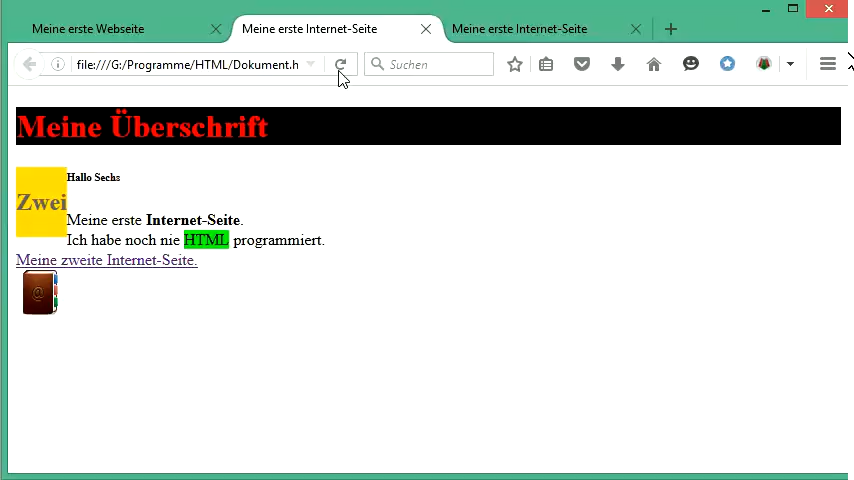 Meine erste Webseite
Meine erste Internet-Seite
Meine erste Internet-Seite
file:///G:/Programme/HTML/Dokument.h
Suchen
Meine Überschrift
Hallo Sechs
Zwei
Meine erste Internet-Seite.
Ich habe noch nie HTML programmiert.
Meine zweite Internet-Seite.
@